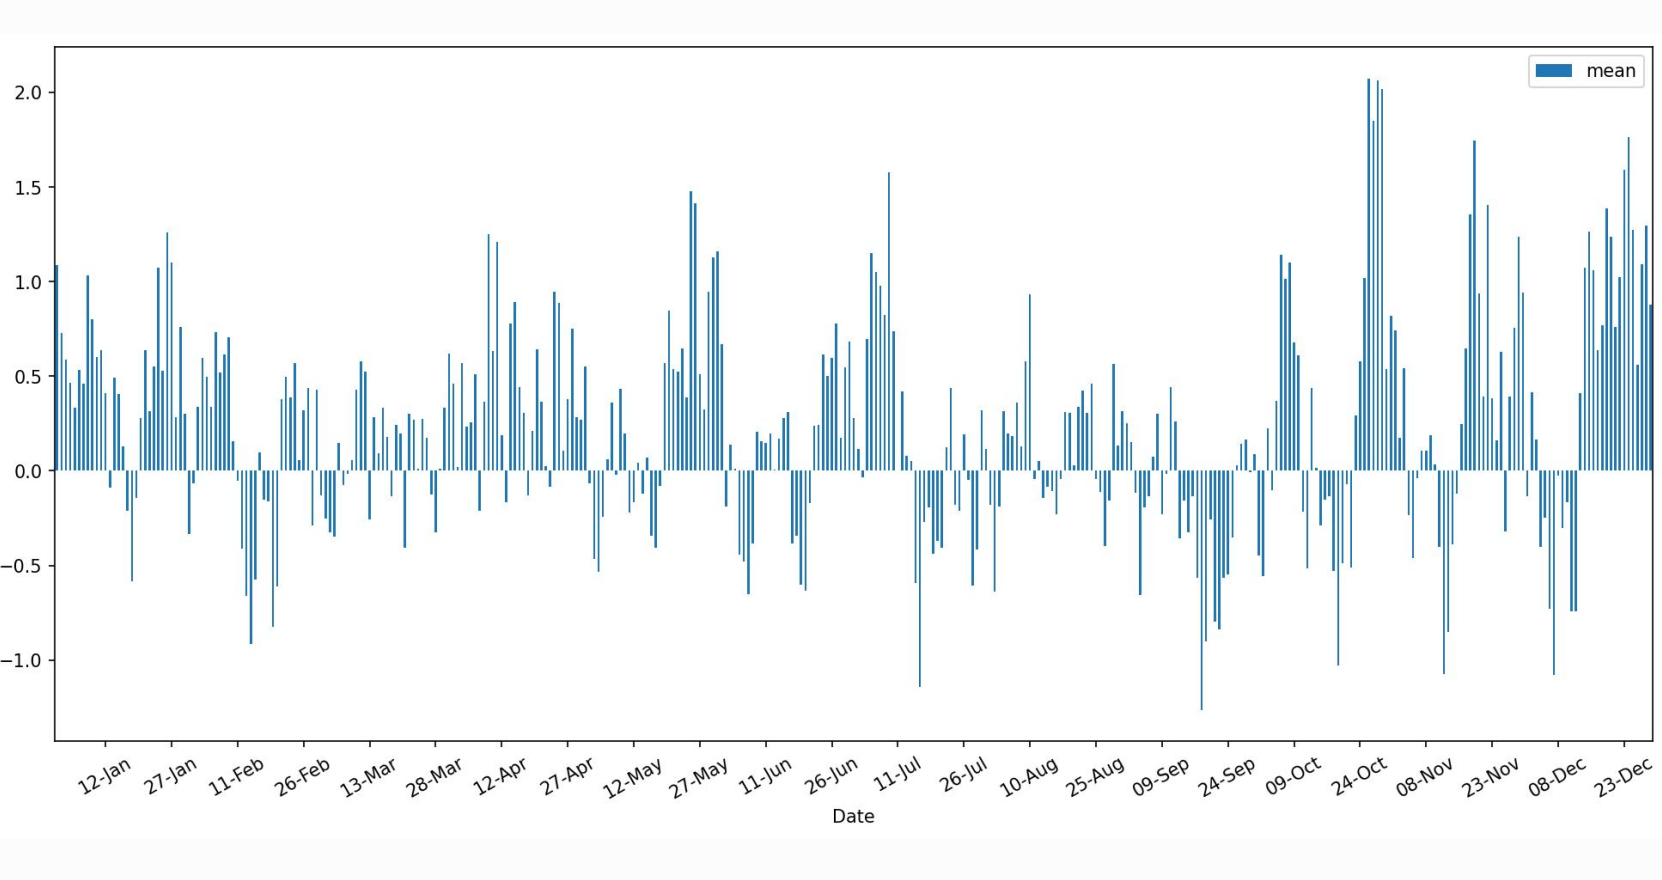 mean
2.0
1.5
1.0
0.5
0.0
−0.5
−1.0
12-Jan
27-Jan
11-Feb
26-Feb
13-Mar
28-Mar
12-Apr
27-Apr
12-May
27-May
11-Jun
26-Jun
11-Jul
26-Jul
10-Aug
25-Aug
09-Sep
24-Sep
09-Oct
24-Oct
08-Nov
23-Nov
08-Dec
23-Dec
Date